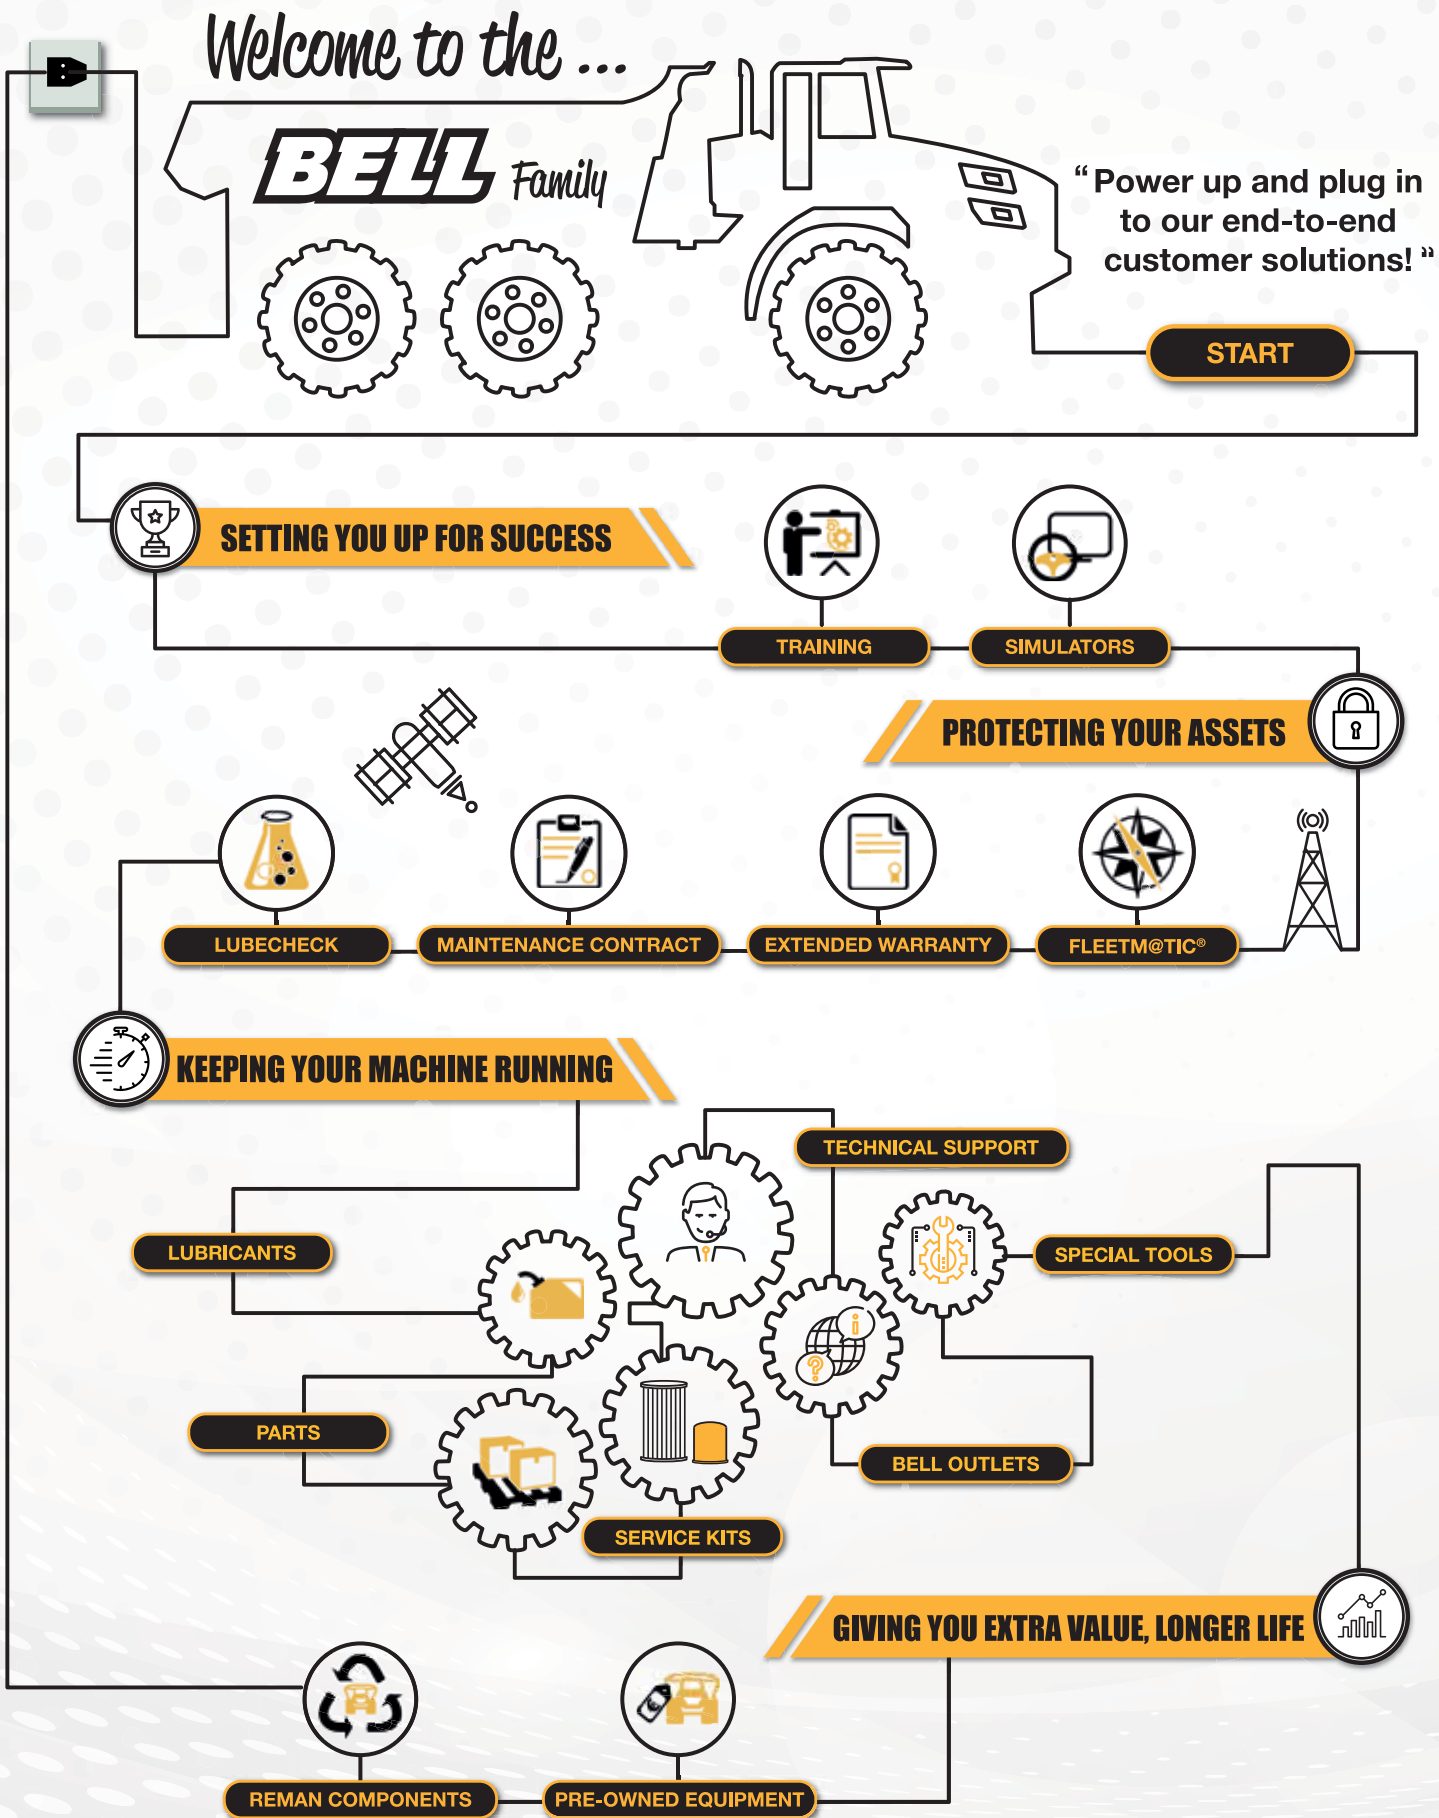 Welcome to the ...
BELL Family
“Power up and plug in
to our end-to-end
customer solutions!”
START
SETTING YOU UP FOR SUCCESS
TRAINING
SIMULATORS
PROTECTING YOUR ASSETS
LUBECHECK
MAINTENANCE CONTRACT
EXTENDED WARRANTY
FLEETM@TIC®
KEEPING YOUR MACHINE RUNNING
TECHNICAL SUPPORT
LUBRICANTS
SPECIAL TOOLS
i
?
PARTS
BELL OUTLETS
SERVICE KITS
GIVING YOU EXTRA VALUE, LONGER LIFE
REMAN COMPONENTS
PRE-OWNED EQUIPMENT